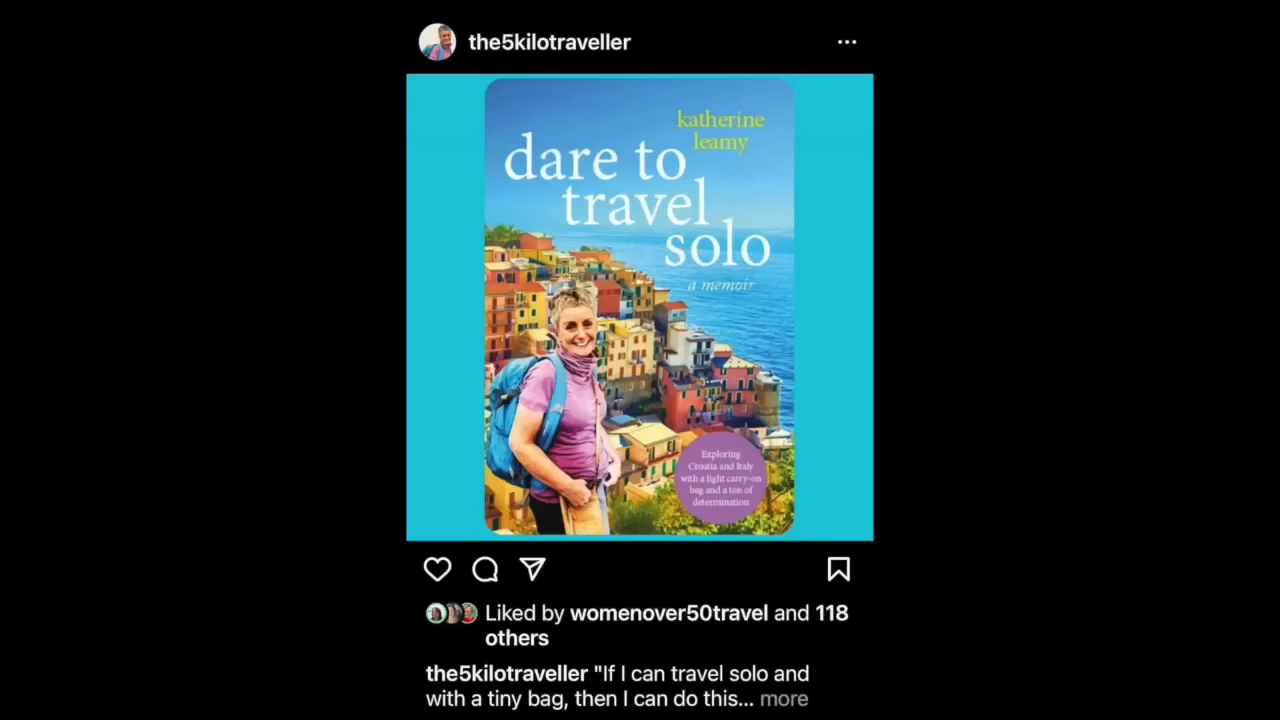 the5kilotraveller
katherine
leamy
dare to
travel
solo
a memoir
Exploring
Croatia and Italy
with a light carry-on
bag and a ton of
determination
Liked by womenover50travel and 118
others
the5kilotraveller "If I can travel solo and
with a tiny bag, then I can do this... more